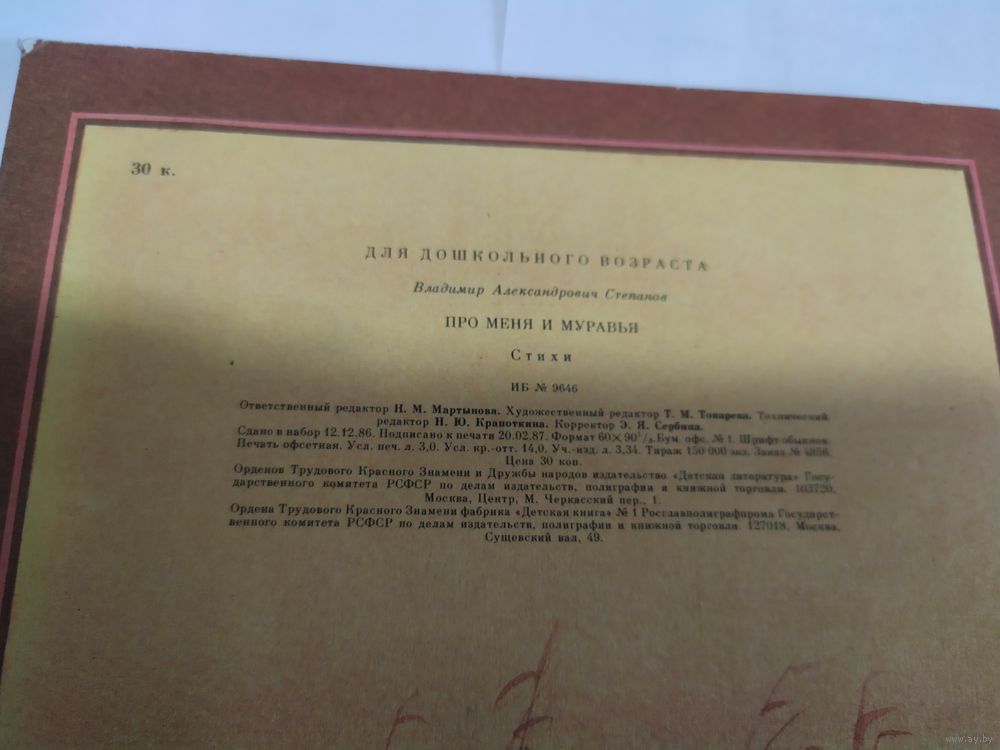 30 к.
ДЛЯ ДОШКОЛЬНОГО ВОЗРАСТА
Владимир Александрович Степанов
ПРО МЕНЯ И МУРАВЬЯ
Стихи
ИБ № 9646
Ответственный редактор Н. М. Мартынова. Художественный редактор Т. М. Токарева. Технический
редактор Н. Ю. Крапоткина. Корректор Э. Я. Сербина.
Сдано в набор 12.12.86. Подписано к печати 20.02.87. Формат 60×90¹/₈. Бум. офс. № 1. Шрифт обыкнов.
Печать офсетная. Усл. печ. л. 3,0. Усл. кр.-отт. 14,0. Уч.-изд. л. 3,34. Тираж 150 000 экз. Заказ №
Цена 30 коп.
Орденов Трудового Красного Знамени и Дружбы народов издательство «Детская литература» Госу-
дарственного комитета РСФСР по делам издательств, полиграфии и книжной торговли. 103720,
Москва, Центр, М. Черкасский пер., 1.
Ордена Трудового Красного Знамени фабрика «Детская книга» № 1 Росглавполиграфпрома Государст-
венного комитета РСФСР по делам издательств, полиграфии и книжной торговли. 127018, Москва,
Сущевский вал, 49.
www.ay.by